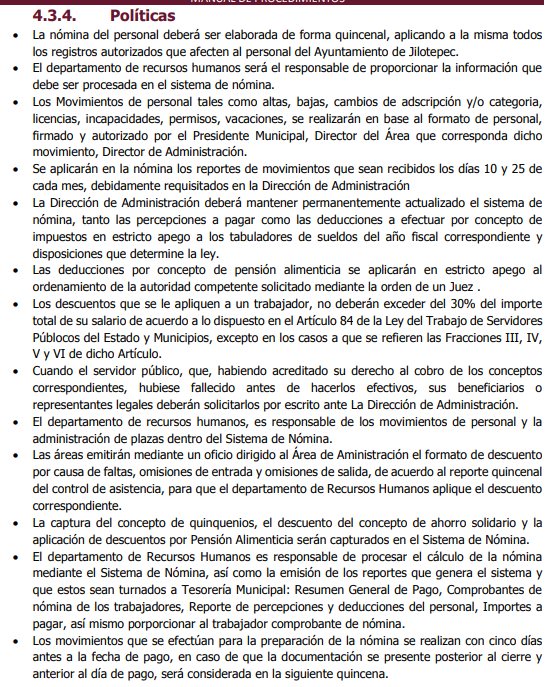 MANUAL DE PROCEDIMIENTOS
4.3.4. Políticas
• La nómina del personal deberá ser elaborada de forma quincenal, aplicando a la misma todos
los registros autorizados que afecten al personal del Ayuntamiento de Jilotepec.
• El departamento de recursos humanos será el responsable de proporcionar la información que
debe ser procesada en el sistema de nómina.
• Los Movimientos de personal tales como altas, bajas, cambios de adscripción y/o categoria,
licencias, incapacidades, permisos, vacaciones, se realizarán en base al formato de personal,
firmado y autorizado por el Presidente Municipal, Director del Área que corresponda dicho
movimiento, Director de Administración.
• Se aplicarán en la nómina los reportes de movimientos que sean recibidos los días 10 y 25 de
cada mes, debidamente requisitados en la Dirección de Administración
• La Dirección de Administración deberá mantener permanentemente actualizado el sistema de
nómina, tanto las percepciones a pagar como las deducciones a efectuar por concepto de
impuestos en estricto apego a los tabuladores de sueldos del año fiscal correspondiente y
disposiciones que determine la ley.
• Las deducciones por concepto de pensión alimenticia se aplicarán en estricto apego al
ordenamiento de la autoridad competente solicitado mediante la orden de un Juez .
• Los descuentos que se le apliquen a un trabajador, no deberán exceder del 30% del importe
total de su salario de acuerdo a lo dispuesto en el Artículo 84 de la Ley del Trabajo de Servidores
Públocos del Estado y Municipios, excepto en los casos a que se refieren las Fracciones III, IV,
V y VI de dicho Artículo.
• Cuando el servidor público, que, habiendo acreditado su derecho al cobro de los conceptos
correspondientes, hubiese fallecido antes de hacerlos efectivos, sus beneficiarios o
representantes legales deberán solicitarlos por escrito ante La Dirección de Administración.
• El departamento de recursos humanos, es responsable de los movimientos de personal y la
administración de plazas dentro del Sistema de Nómina.
• Las áreas emitirán mediante un oficio dirigido al Área de Aministración el formato de descuento
por causa de faltas, omisiones de entrada y omisiones de salida, de acuerdo al reporte quincenal
del control de asistencia, para que el departamento de Recursos Humanos aplique el descuento
correspondiente.
• La captura del concepto de quinquenios, el descuento del concepto de ahorro solidario y la
aplicación de descuentos por Pensión Alimenticia serán capturados en el Sistema de Nómina.
• El departamento de Recursos Humanos es responsable de procesar el cálculo de la nómina
mediante el Sistema de Nómina, así como la emisión de los reportes que genera el sistema y
que estos sean turnados a Tesorería Municipal: Resumen General de Pago, Comprobantes de
nómina de los trabajadores, Reporte de percepciones y deducciones del personal, Importes a
pagar, así mismo porporcionar al trabajador comprobante de nómina.
• Los movimientos que se efectúan para la preparación de la nómina se realizan con cinco días
antes a la fecha de pago, en caso de que la documentación se presente posterior al cierre y
anterior al día de pago, será considerada en la siguiente quincena.